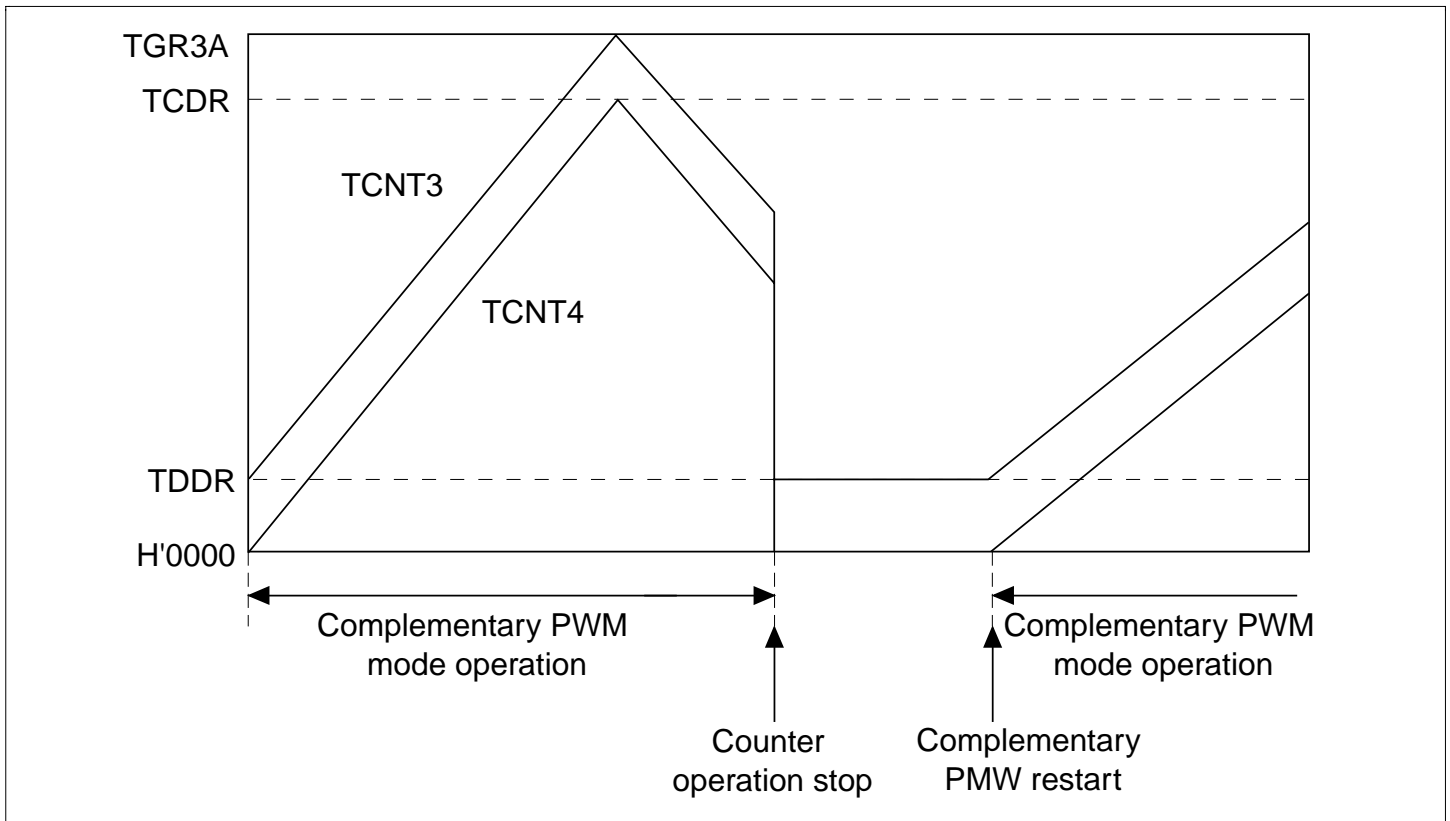 TGR3A
TCDR
TCNT3
TCNT4
TDDR
H'0000
Complementary PWM
mode operation
Complementary PWM
mode operation
Counter
operation stop
Complementary
PMW restart